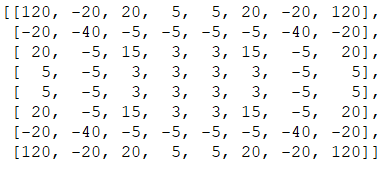 [[120, -20, 20, 5, 5, 20, -20, 120],
[-20, -40, -5, -5, -5, -5, -40, -20],
[ 20, -5, 15, 3, 3, 15, -5, 20],
[ 5, -5, 3, 3, 3, 3, -5, 5],
[ 5, -5, 3, 3, 3, 3, -5, 5],
[ 20, -5, 15, 3, 3, 15, -5, 20],
[-20, -40, -5, -5, -5, -5, -40, -20],
[120, -20, 20, 5, 5, 20, -20, 120]]